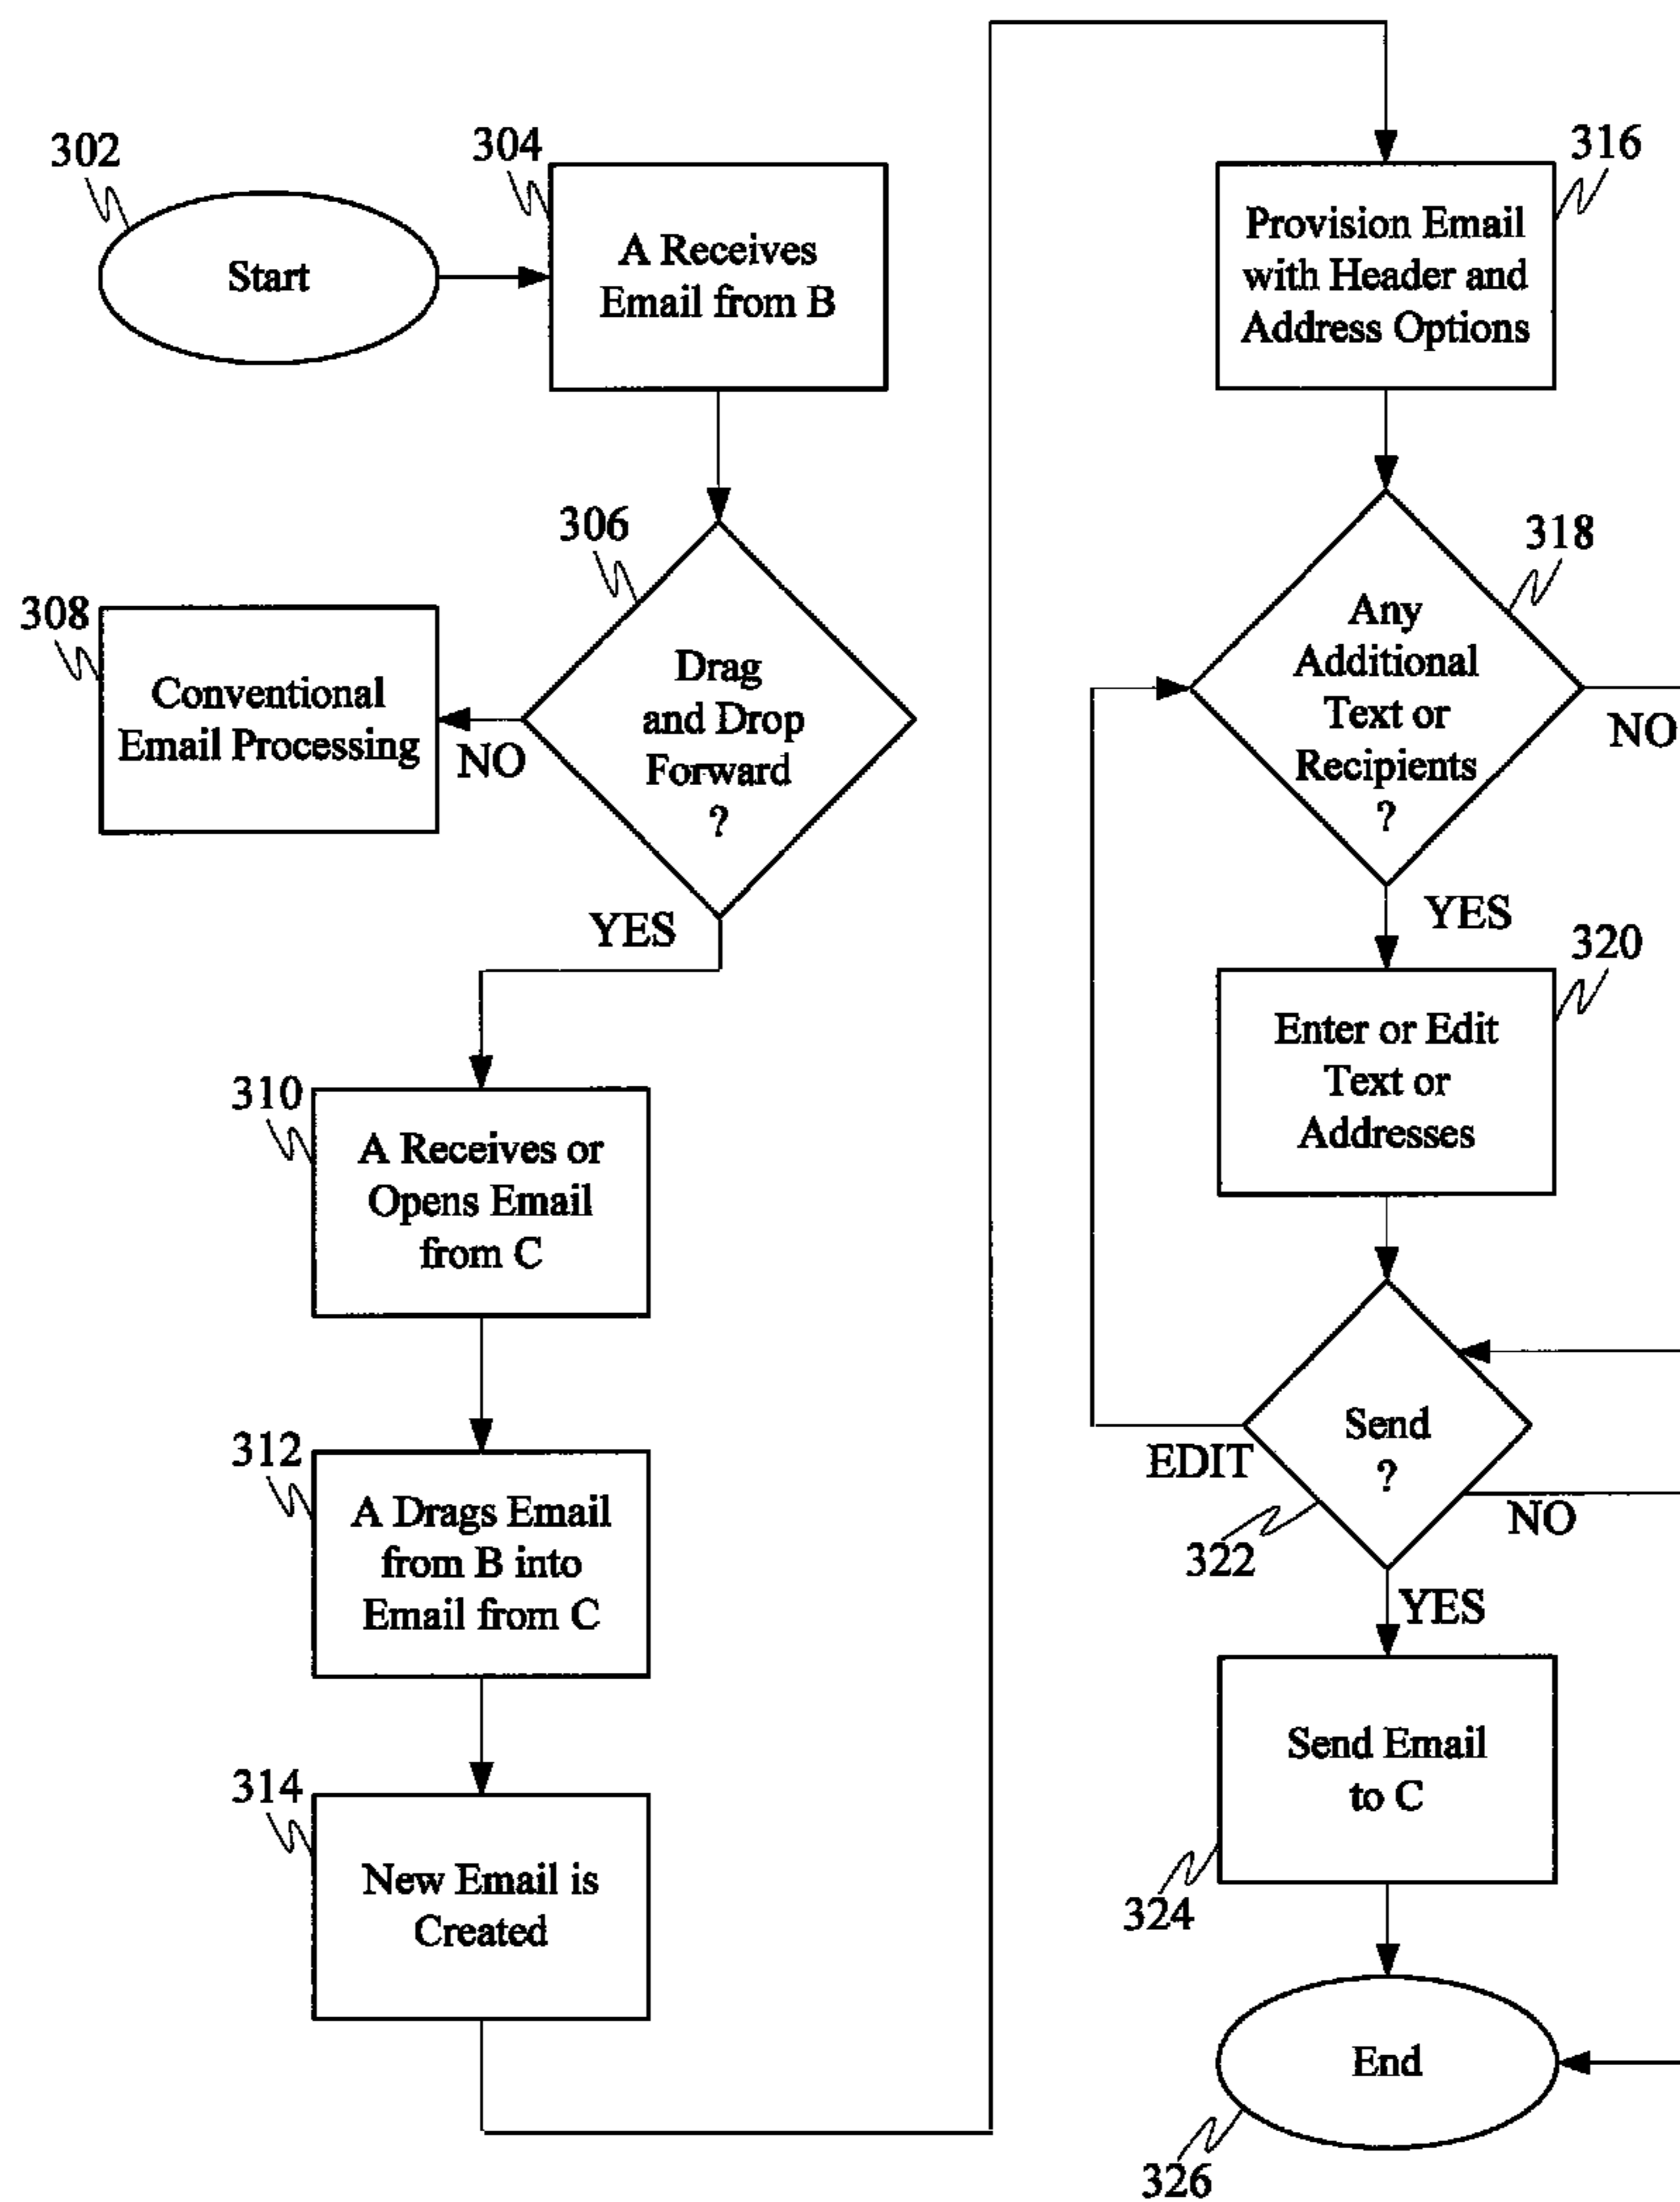 302
Start
304
A Receives
Email from B
306
Drag
and Drop
Forward
?
NO
308
Conventional
Email Processing
YES
310
A Receives or
Opens Email
from C
312
A Drags Email
from B into
Email from C
314
New Email is
Created
316
Provision Email
with Header and
Address Options
318
Any
Additional
Text or
Recipients
?
NO
YES
320
Enter or Edit
Text or
Addresses
Send
?
EDIT
322
NO
YES
Send Email
to C
324
End
326